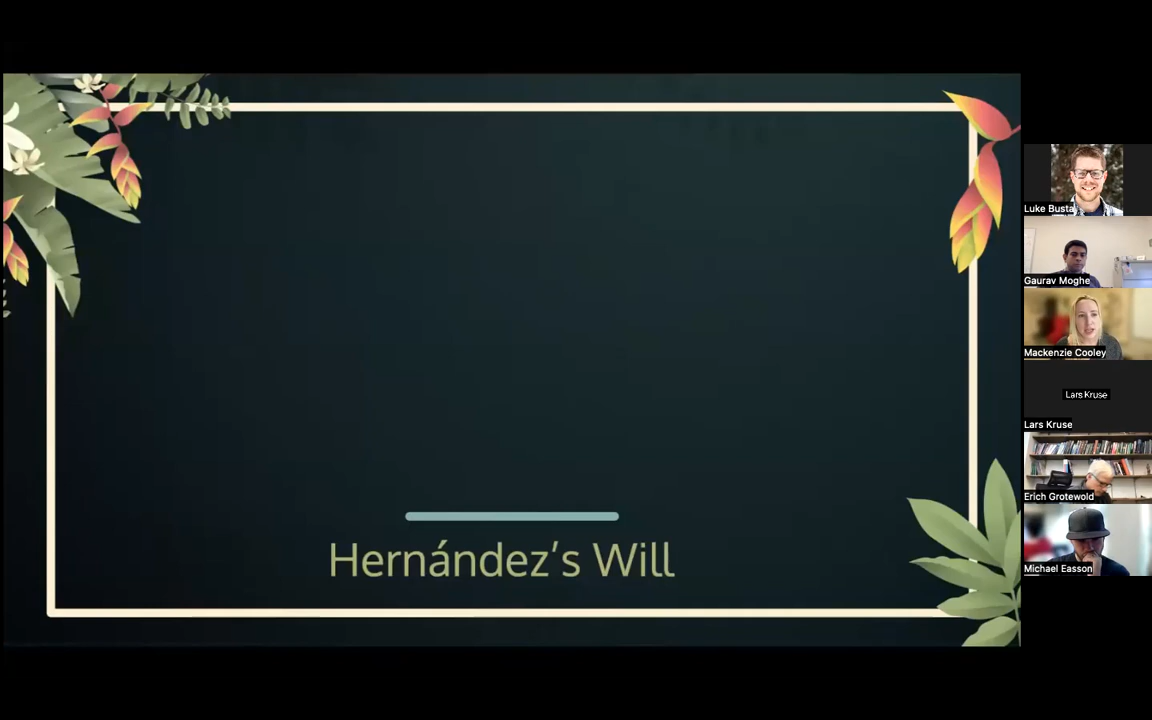 Hernández's Will
Luke Busta
Gaurav Moghe
Mackenzie Cooley
Lars Kruse
Lars Kruse
Erich Grotewold
Michael Easson